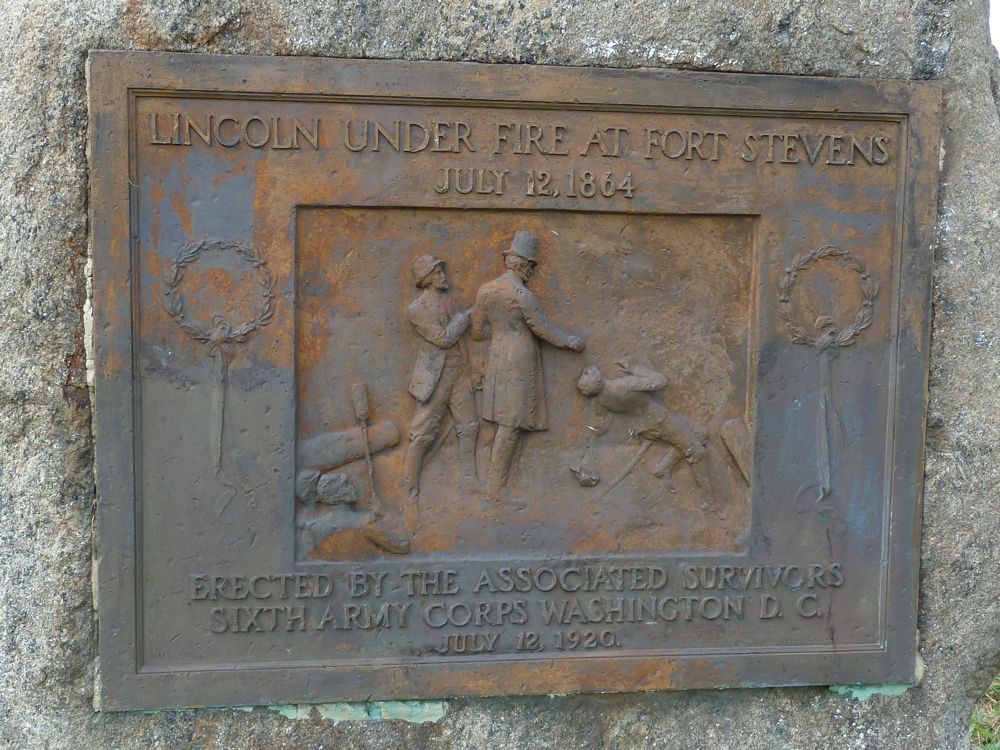 LINCOLN UNDER FIRE AT FORT STEVENS
JULY 12, 1864
ERECTED BY THE ASSOCIATED SURVIVORS
SIXTH ARMY CORPS WASHINGTON D. C.
JULY 12, 1920.